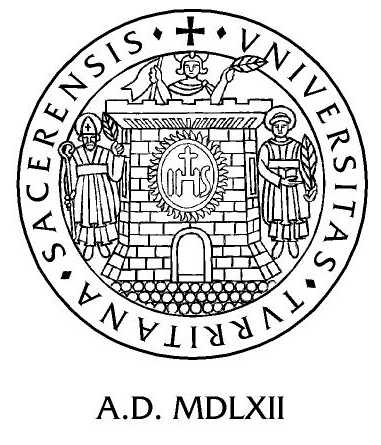 ✠ VNIVERSITAS TVRRITANA ♦ SACERENSIS ♦
IHS
A.D. MDLXII